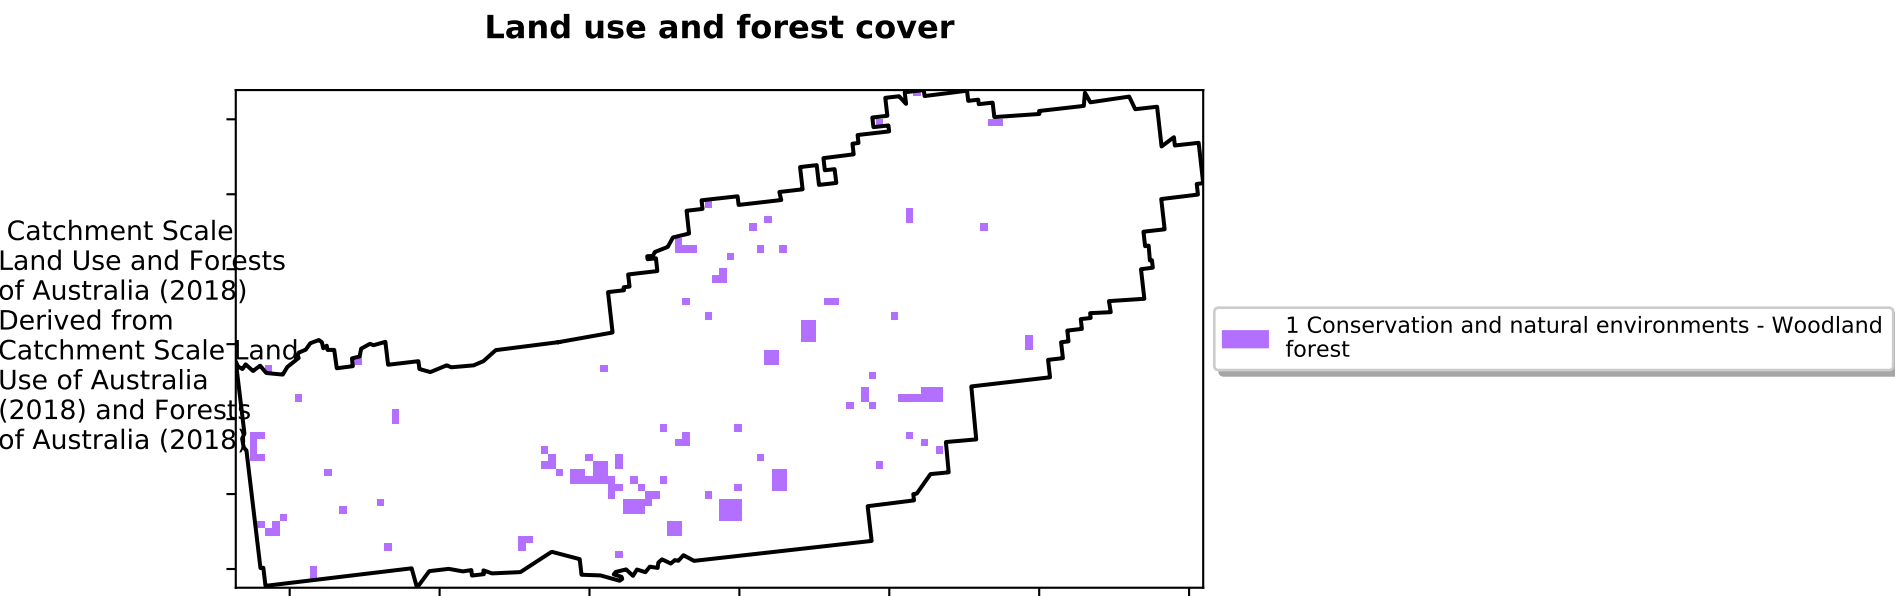 Land use and forest cover
Catchment Scale
Land Use and Forests
of Australia (2018)
Derived from
Catchment Scale Land
Use of Australia
(2018) and Forests
of Australia (2018)
1 Conservation and natural environments - Woodland
forest